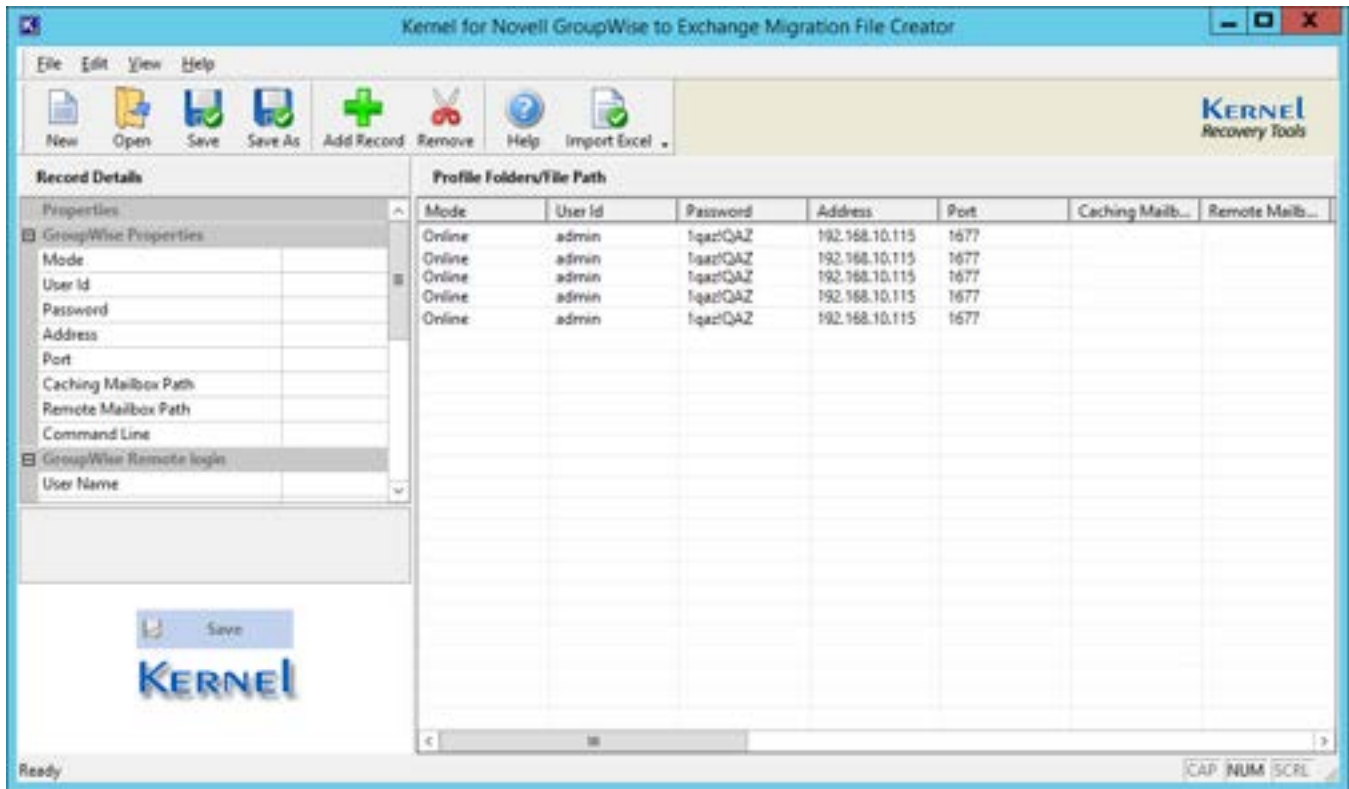 Kernel for Novell GroupWise to Exchange Migration File Creator
File Edit View Help
New Open Save Save As Add Record Remove Help Import Excel
KERNEL
Recovery Tools
Record Details
Properties
GroupWise Properties
Mode
User Id
Password
Address
Port
Caching Mailbox Path
Remote Mailbox Path
Command Line
GroupWise Remote login
User Name
Save
KERNEL
Profile Folders/File Path
Mode User Id Password Address Port Caching Mailb... Remote Mailb...
Online admin 1qaz!QAZ 192.168.10.115 1677
Online admin 1qaz!QAZ 192.168.10.115 1677
Online admin 1qaz!QAZ 192.168.10.115 1677
Online admin 1qaz!QAZ 192.168.10.115 1677
Online admin 1qaz!QAZ 192.168.10.115 1677
Ready
CAP NUM SCRL